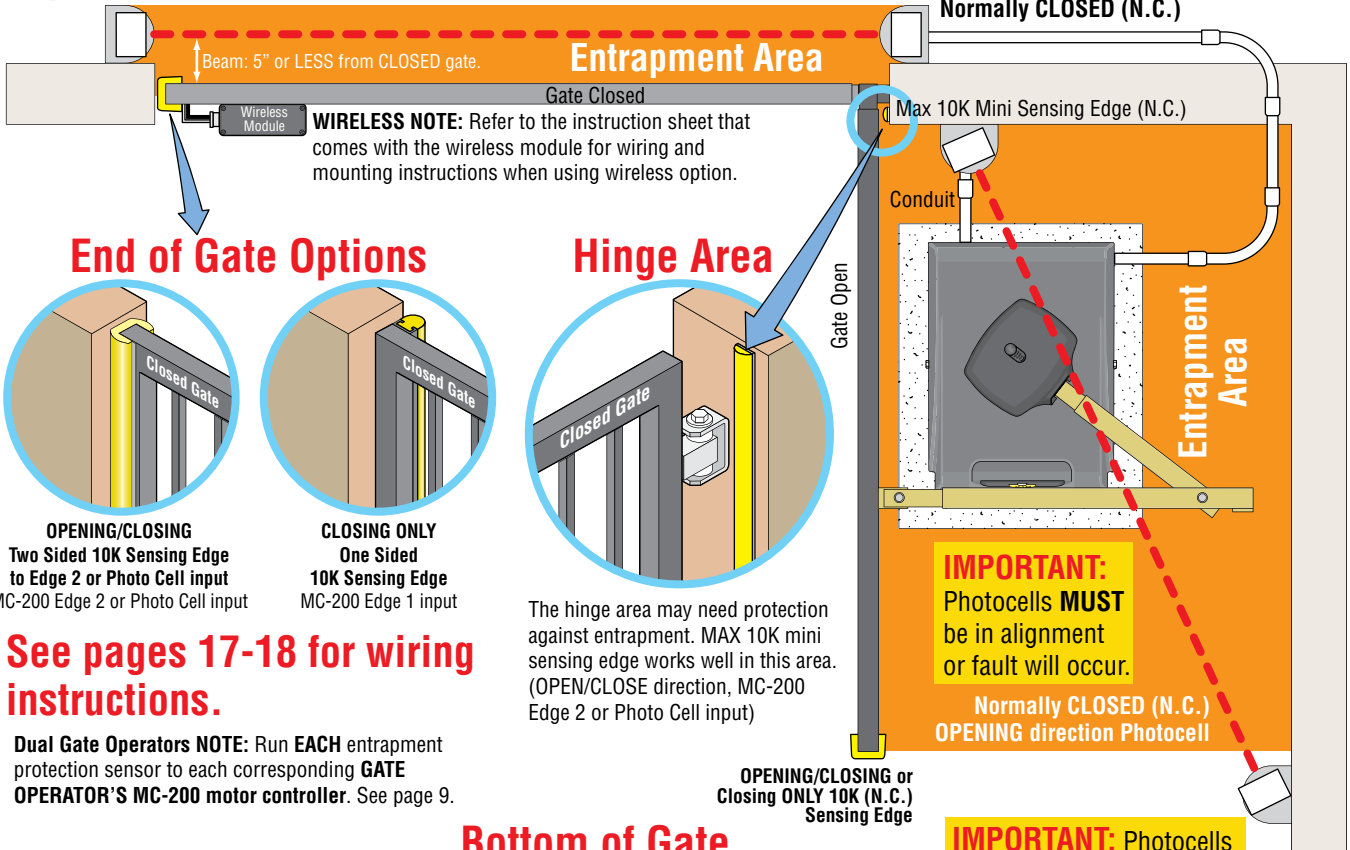 Normally CLOSED (N.C.)
Beam: 5" or LESS from CLOSED gate.
Entrapment Area
Gate Closed
Wireless
Module
WIRELESS NOTE: Refer to the instruction sheet that
comes with the wireless module for wiring and
mounting instructions when using wireless option.
Max 10K Mini Sensing Edge (N.C.)
Conduit
Gate Open
Entrapment
Area
End of Gate Options
Closed Gate
Closed Gate
OPENING/CLOSING
Two Sided 10K Sensing Edge
to Edge 2 or Photo Cell input
MC-200 Edge 2 or Photo Cell input
CLOSING ONLY
One Sided
10K Sensing Edge
MC-200 Edge 1 input
Hinge Area
Closed Gate
The hinge area may need protection
against entrapment. MAX 10K mini
sensing edge works well in this area.
(OPEN/CLOSE direction, MC-200
Edge 2 or Photo Cell input)
IMPORTANT:
Photocells MUST
be in alignment
or fault will occur.
Normally CLOSED (N.C.)
OPENING direction Photocell
See pages 17-18 for wiring
instructions.
Dual Gate Operators NOTE: Run EACH entrapment
protection sensor to each corresponding GATE
OPERATOR'S MC-200 motor controller. See page 9.
OPENING/CLOSING or
Closing ONLY 10K (N.C.)
Sensing Edge
Bottom of Gate
IMPORTANT: Photocells